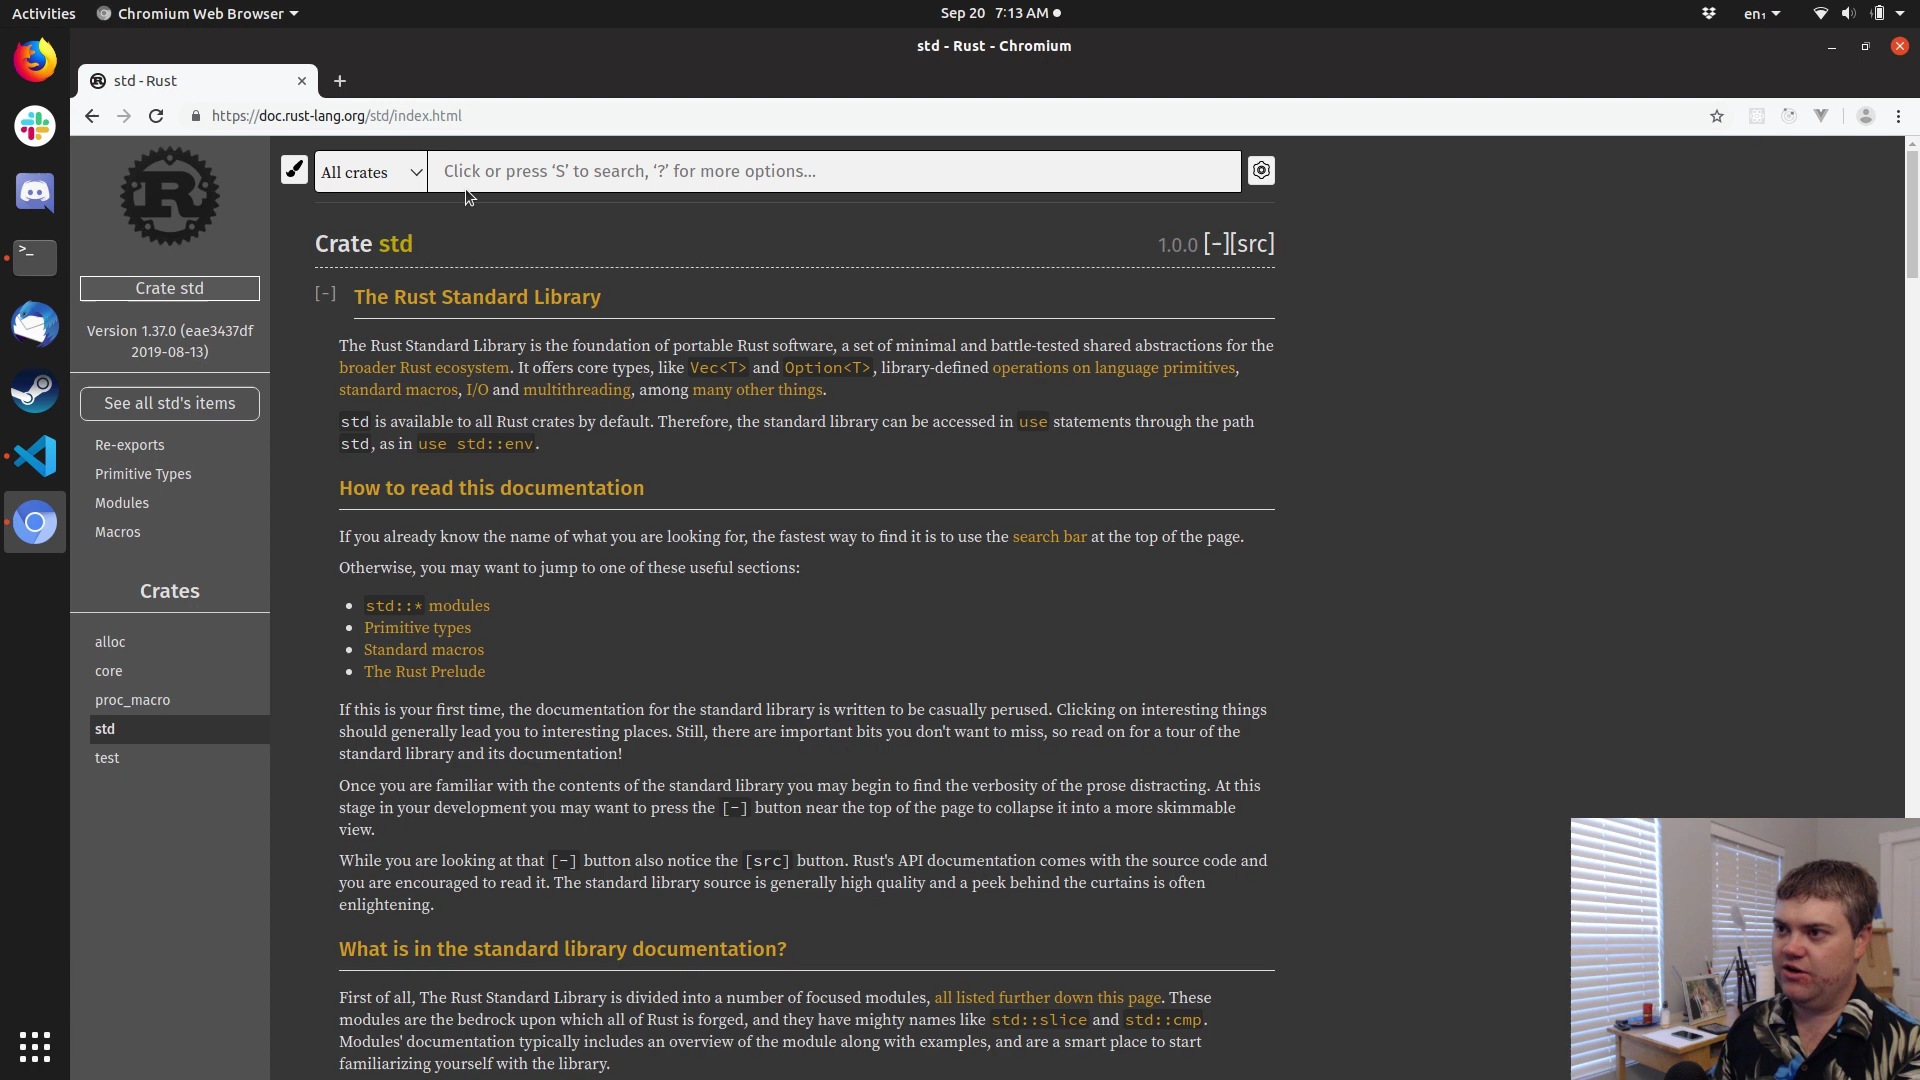 Activities
Chromium Web Browser
Sep 20 7:13 AM
en₁
std - Rust - Chromium
std - Rust
https://doc.rust-lang.org/std/index.html
All crates
Click or press ‘S’ to search, ‘?’ for more options…
Crate std
1.0.0 [-][src]
Crate std
Version 1.37.0 (eae3437df
2019-08-13)
See all std's items
Re-exports
Primitive Types
Modules
Macros
Crates
alloc
core
proc_macro
std
test
[-] The Rust Standard Library
The Rust Standard Library is the foundation of portable Rust software, a set of minimal and battle-tested shared abstractions for the
broader Rust ecosystem. It offers core types, like Vec<T> and Option<T>, library-defined operations on language primitives,
standard macros, I/O and multithreading, among many other things.
std is available to all Rust crates by default. Therefore, the standard library can be accessed in use statements through the path
std, as in use std::env.
How to read this documentation
If you already know the name of what you are looking for, the fastest way to find it is to use the search bar at the top of the page.
Otherwise, you may want to jump to one of these useful sections:
• std::* modules
• Primitive types
• Standard macros
• The Rust Prelude
If this is your first time, the documentation for the standard library is written to be casually perused. Clicking on interesting things
should generally lead you to interesting places. Still, there are important bits you don't want to miss, so read on for a tour of the
standard library and its documentation!
Once you are familiar with the contents of the standard library you may begin to find the verbosity of the prose distracting. At this
stage in your development you may want to press the [-] button near the top of the page to collapse it into a more skimmable
view.
While you are looking at that [-] button also notice the [src] button. Rust's API documentation comes with the source code and
you are encouraged to read it. The standard library source is generally high quality and a peek behind the curtains is often
enlightening.
What is in the standard library documentation?
First of all, The Rust Standard Library is divided into a number of focused modules, all listed further down this page. These
modules are the bedrock upon which all of Rust is forged, and they have mighty names like std::slice and std::cmp.
Modules' documentation typically includes an overview of the module along with examples, and are a smart place to start
familiarizing yourself with the library.